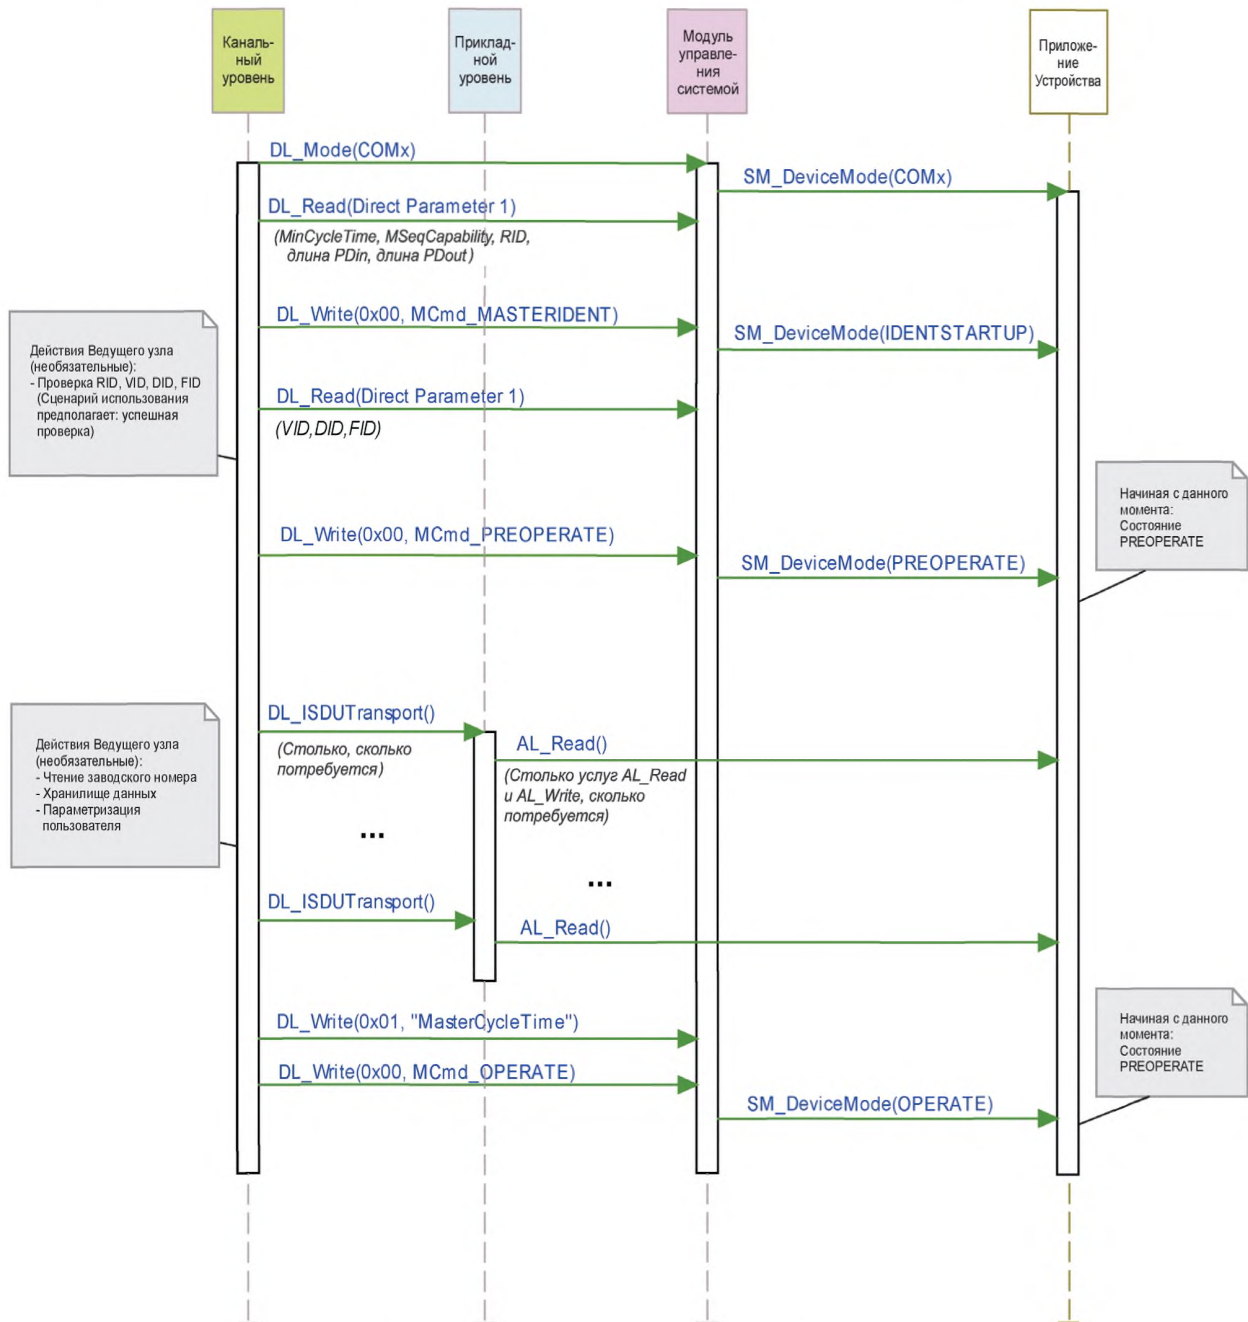 Каналь-
ный
уровень
Приклад-
ной
уровень
Модуль
управле-
ния
системой
Приложе-
ние
Устройства
DL_Mode(COMx)
SM_DeviceMode(COMx)
DL_Read(Direct Parameter 1)
(MinCycleTime, MSeqCapability, RID,
длина PDin, длина PDout)
DL_Write(0x00, MCmd_MASTERIDENT)
SM_DeviceMode(IDENTSTARTUP)
Действия Ведущего узла
(необязательные):
- Проверка RID, VID, DID, FID
(Сценарий использования
предполагает: успешная
проверка)
DL_Read(Direct Parameter 1)
(VID,DID,FID)
Начиная с данного
момента:
Состояние
PREOPERATE
DL_Write(0x00, MCmd_PREOPERATE)
SM_DeviceMode(PREOPERATE)
DL_ISDUTransport()
(Столько, сколько
потребуется)
AL_Read()
(Столько услуг AL_Read
и AL_Write, сколько
потребуется)
Действия Ведущего узла
(необязательные):
- Чтение заводского номера
- Хранилище данных
- Параметризация
пользователя
...
...
DL_ISDUTransport()
AL_Read()
DL_Write(0x01, "MasterCycleTime")
DL_Write(0x00, MCmd_OPERATE)
SM_DeviceMode(OPERATE)
Начиная с данного
момента:
Состояние
PREOPERATE